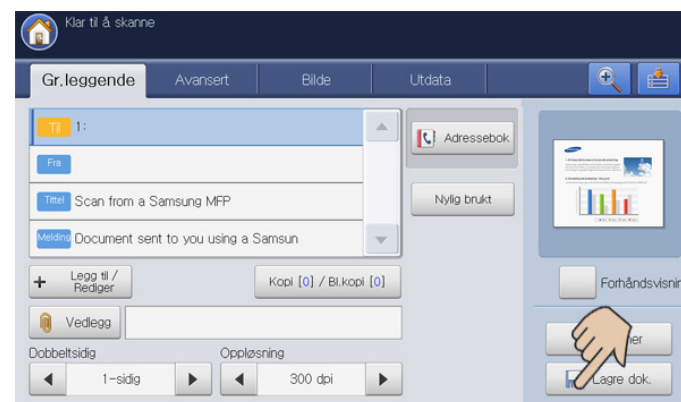 Klar til å skanne
Gr.leggende
Avansert
Bilde
Utdata
Til 1:
Fra
Tittel Scan from a Samsung MFP
Melding Document sent to you using a Samsun
Adressebok
Nylig brukt
+ Legg til /
Rediger
Kopi [0] / Bl.kopi [0]
Vedlegg
Dobbeltsidig
Oppløsning
1-sidig
300 dpi
Forhåndsvisnin
Lagre dok.